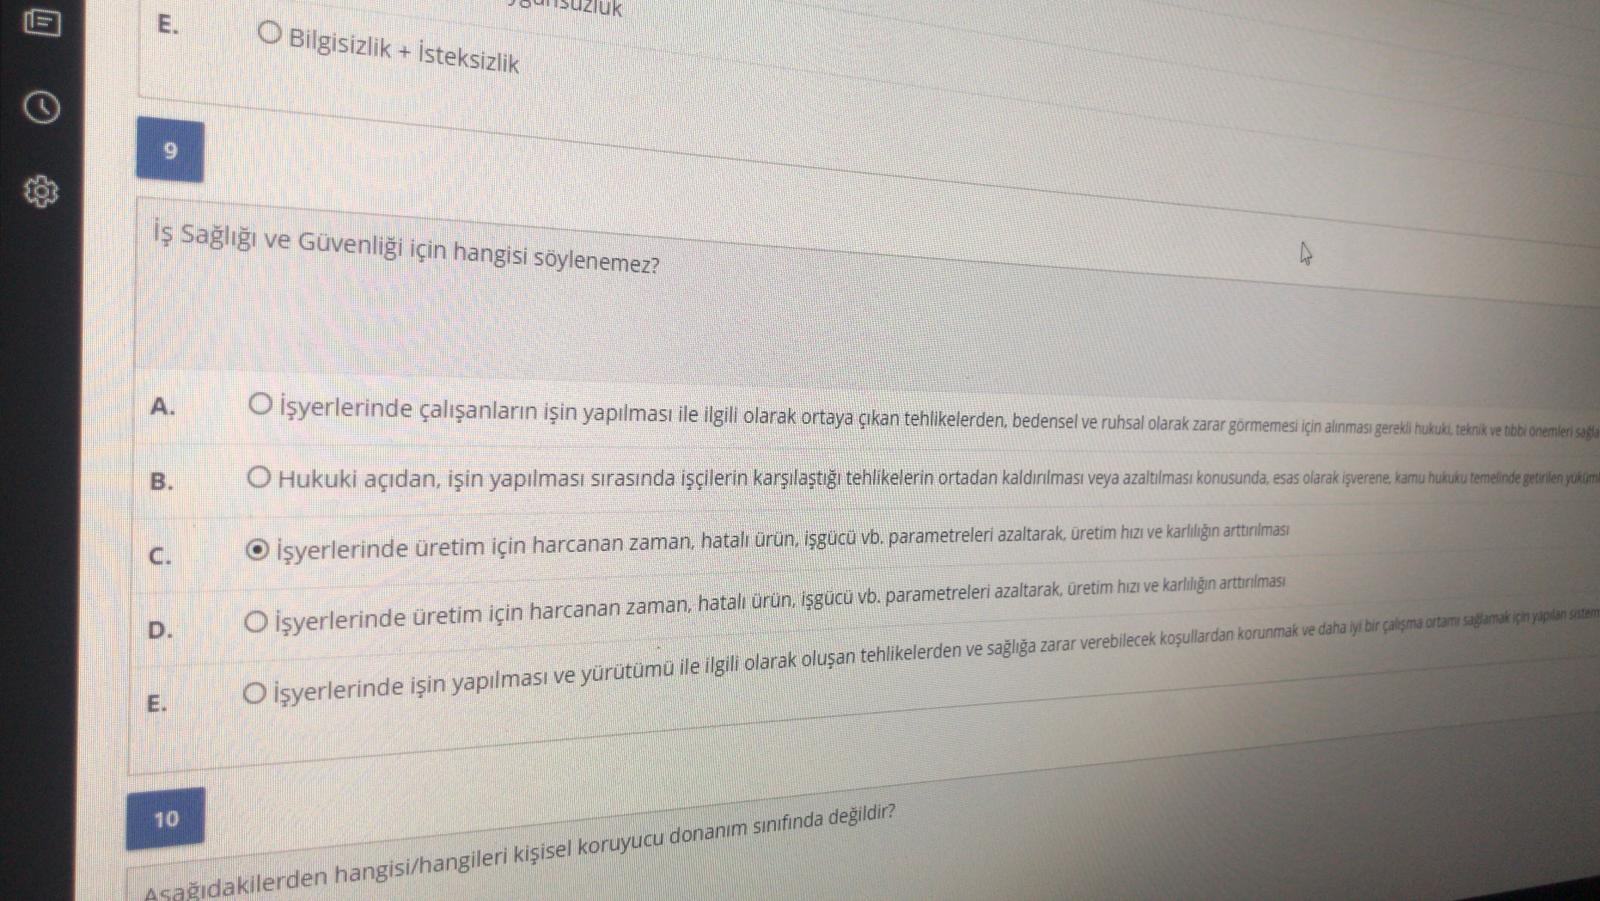 E. Bilgisizlik + İsteksizlik
9
İş Sağlığı ve Güvenliği için hangisi söylenemez?
A. İşyerlerinde çalışanların işin yapılması ile ilgili olarak ortaya çıkan tehlikelerden, bedensel ve ruhsal olarak zarar görmemesi için alınması gerekli hukuki, teknik ve tıbbi önemleri
B. Hukuki açıdan, işin yapılması sırasında işçilerin karşılaştığı tehlikelerin ortadan kaldırılması veya azaltılması konusunda, esas olarak işverene, kamu hukuku temelinde getirilen
C. İşyerlerinde üretim için harcanan zaman, hatalı ürün, işgücü vb. parametreleri azaltarak, üretim hızı ve karlılığın arttırılması
D. İşyerlerinde üretim için harcanan zaman, hatalı ürün, işgücü vb. parametreleri azaltarak, üretim hızı ve karlılığın arttırılması
E. İşyerlerinde işin yapılması ve yürütümü ile ilgili olarak oluşan tehlikelerden ve sağlığa zarar verebilecek koşullardan korunmak ve daha iyi bir çalışma ortamı sağlamak için yapılan
10
Aşağıdakilerden hangisi/hangileri kişisel koruyucu donanım sınıfında değildir?